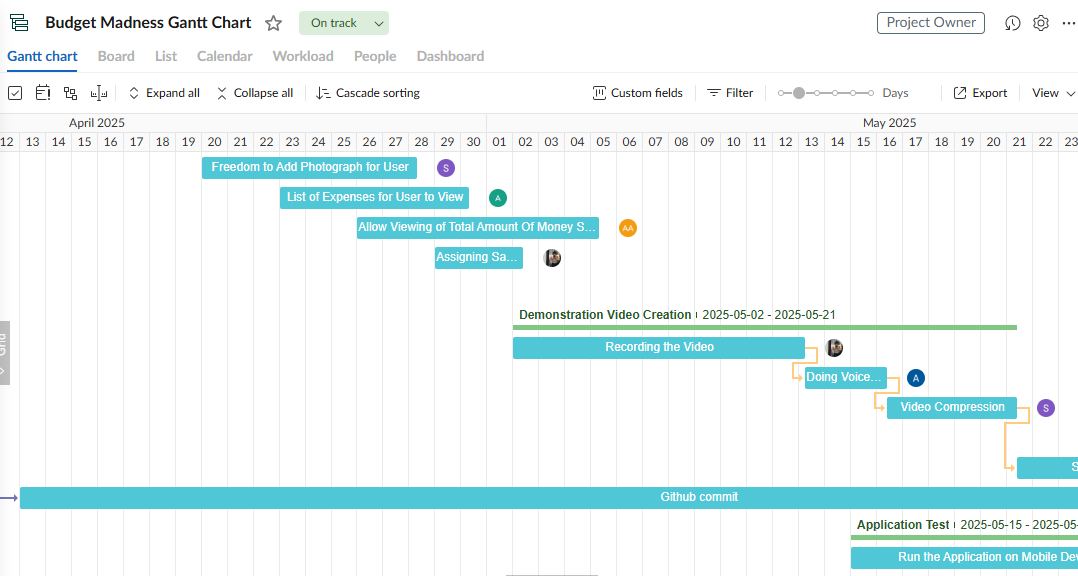 Budget Madness Gantt Chart On track Project Owner
Gantt chart Board List Calendar Workload People Dashboard
Expand all Collapse all Cascade sorting Custom fields Filter Days Export View
April 2025 May 2025
12 13 14 15 16 17 18 19 20 21 22 23 24 25 26 27 28 29 30 01 02 03 04 05 06 07 08 09 10 11 12 13 14 15 16 17 18 19 20 21 22 23
Freedom to Add Photograph for User S
List of Expenses for User to View A
Allow Viewing of Total Amount Of Money S... AA
Assigning Sa...
Demonstration Video Creation 2025-05-02 - 2025-05-21
Grid
Recording the Video
Doing Voice... A
Video Compression S
S
Github commit
Application Test 2025-05-15 - 2025-05-
Run the Application on Mobile Dev